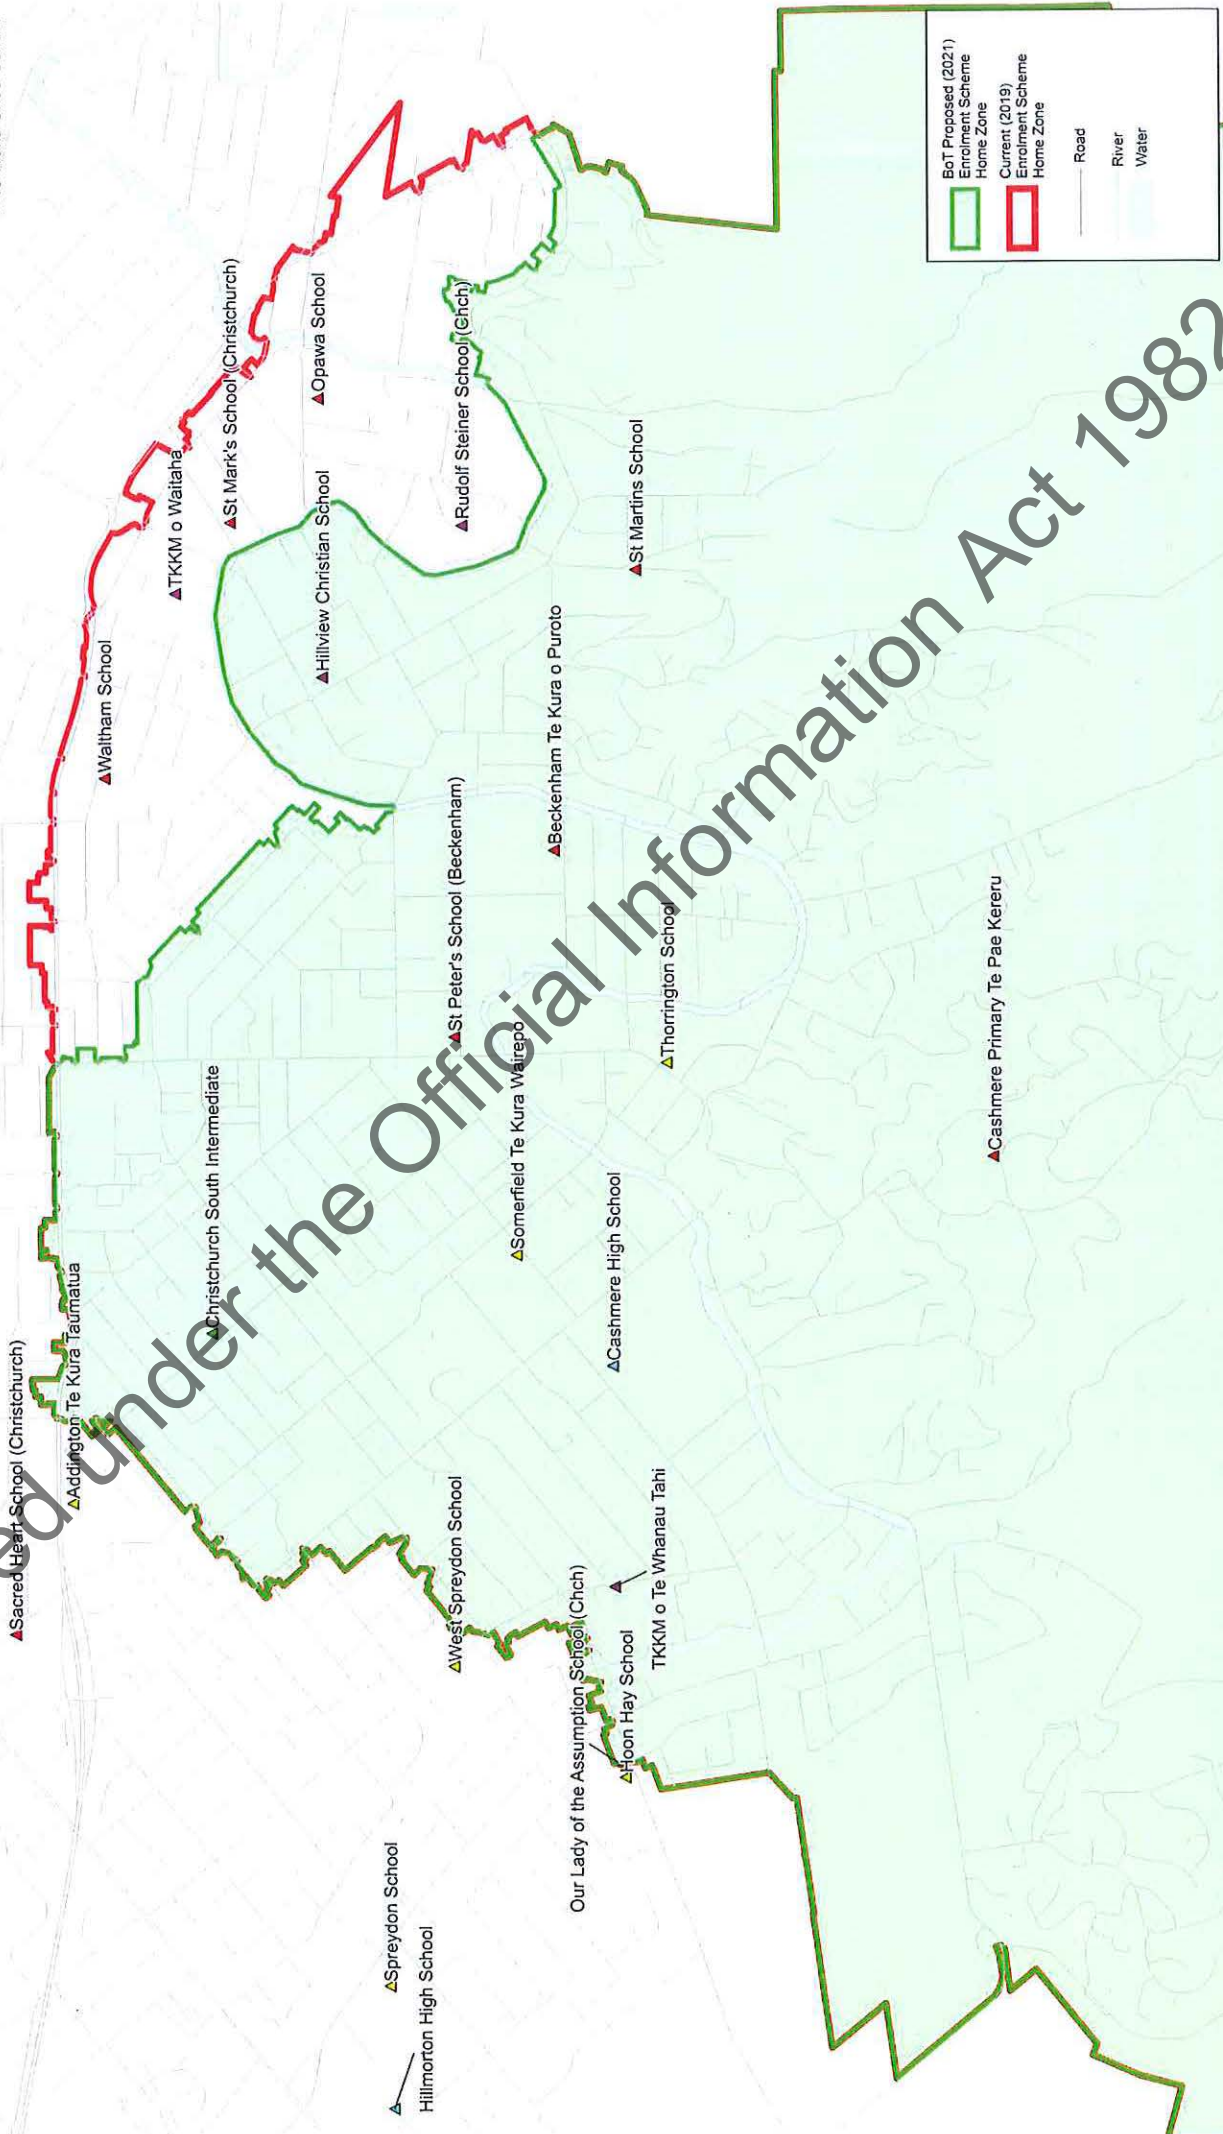 Sacred Heart School (Christchurch)
Addington Te Kura Taumatua
Waltham School
TKKM o Waitaha
St Mark's School (Christchurch)
Christchurch South Intermediate
Hillview Christian School
Opawa School
Spreydon School
Hillmorton High School
West Spreydon School
St Peter's School (Beckenham)
Rudolf Steiner School (Chch)
Somerfield Te Kura Wairepo
Beckenham Te Kura o Puroto
Our Lady of the Assumption School (Chch)
Hoon Hay School
TKKM o Te Whanau Tahi
Cashmere High School
Thorrington School
St Martins School
Cashmere Primary Te Pae Kereru
BoT Proposed (2021)
Enrolment Scheme
Home Zone
Current (2019)
Enrolment Scheme
Home Zone
Road
River
Water
ed under the Official Information Act 1982